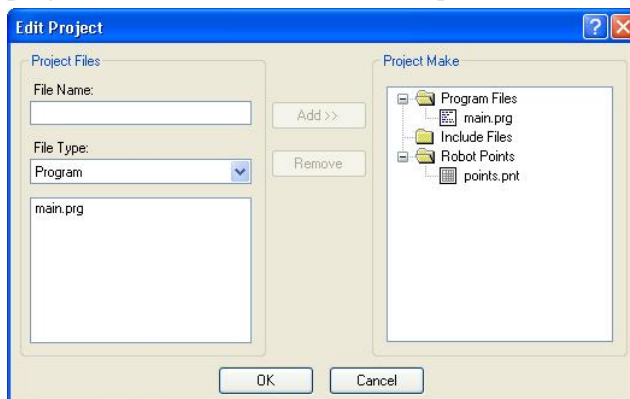 Edit Project
Project Files
File Name:
File Type:
Program
main.prg
Add >>
Remove
Project Make
Program Files
main.prg
Include Files
Robot Points
points.pnt
OK
Cancel